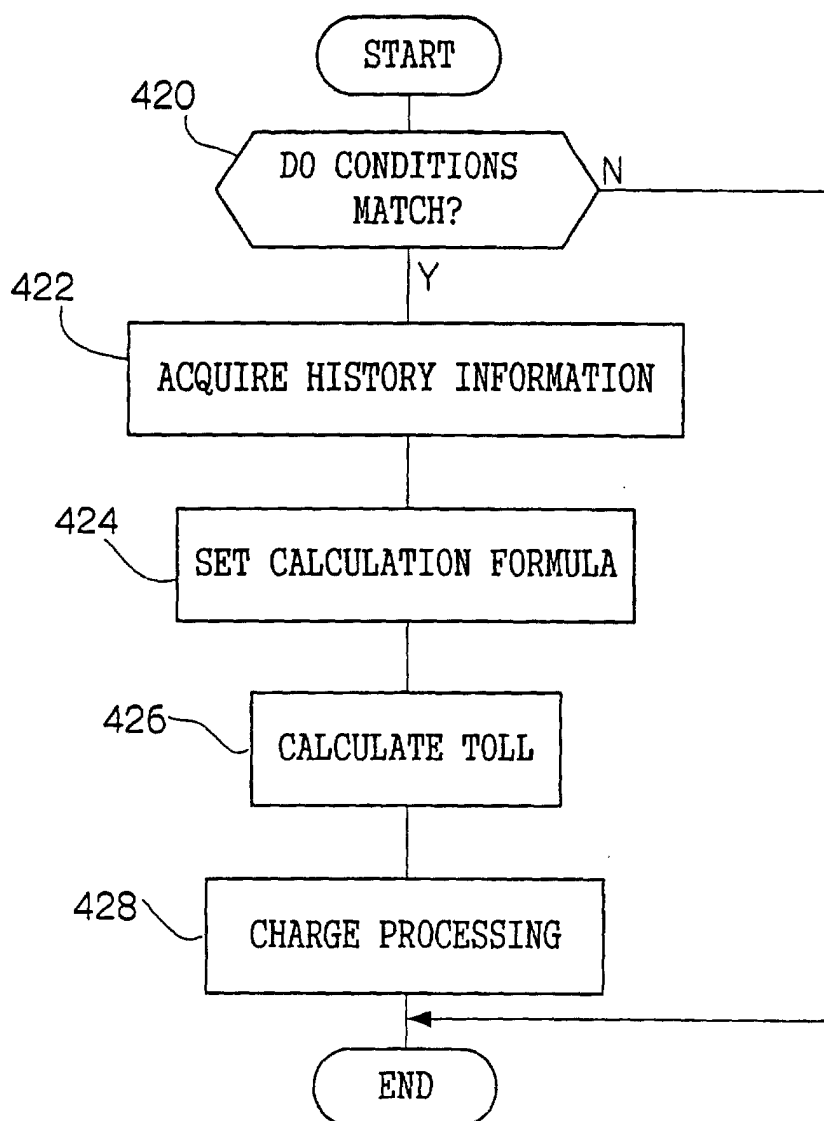 START
420
DO CONDITIONS
MATCH?
N
Y
422
ACQUIRE HISTORY INFORMATION
424
SET CALCULATION FORMULA
426
CALCULATE TOLL
428
CHARGE PROCESSING
END